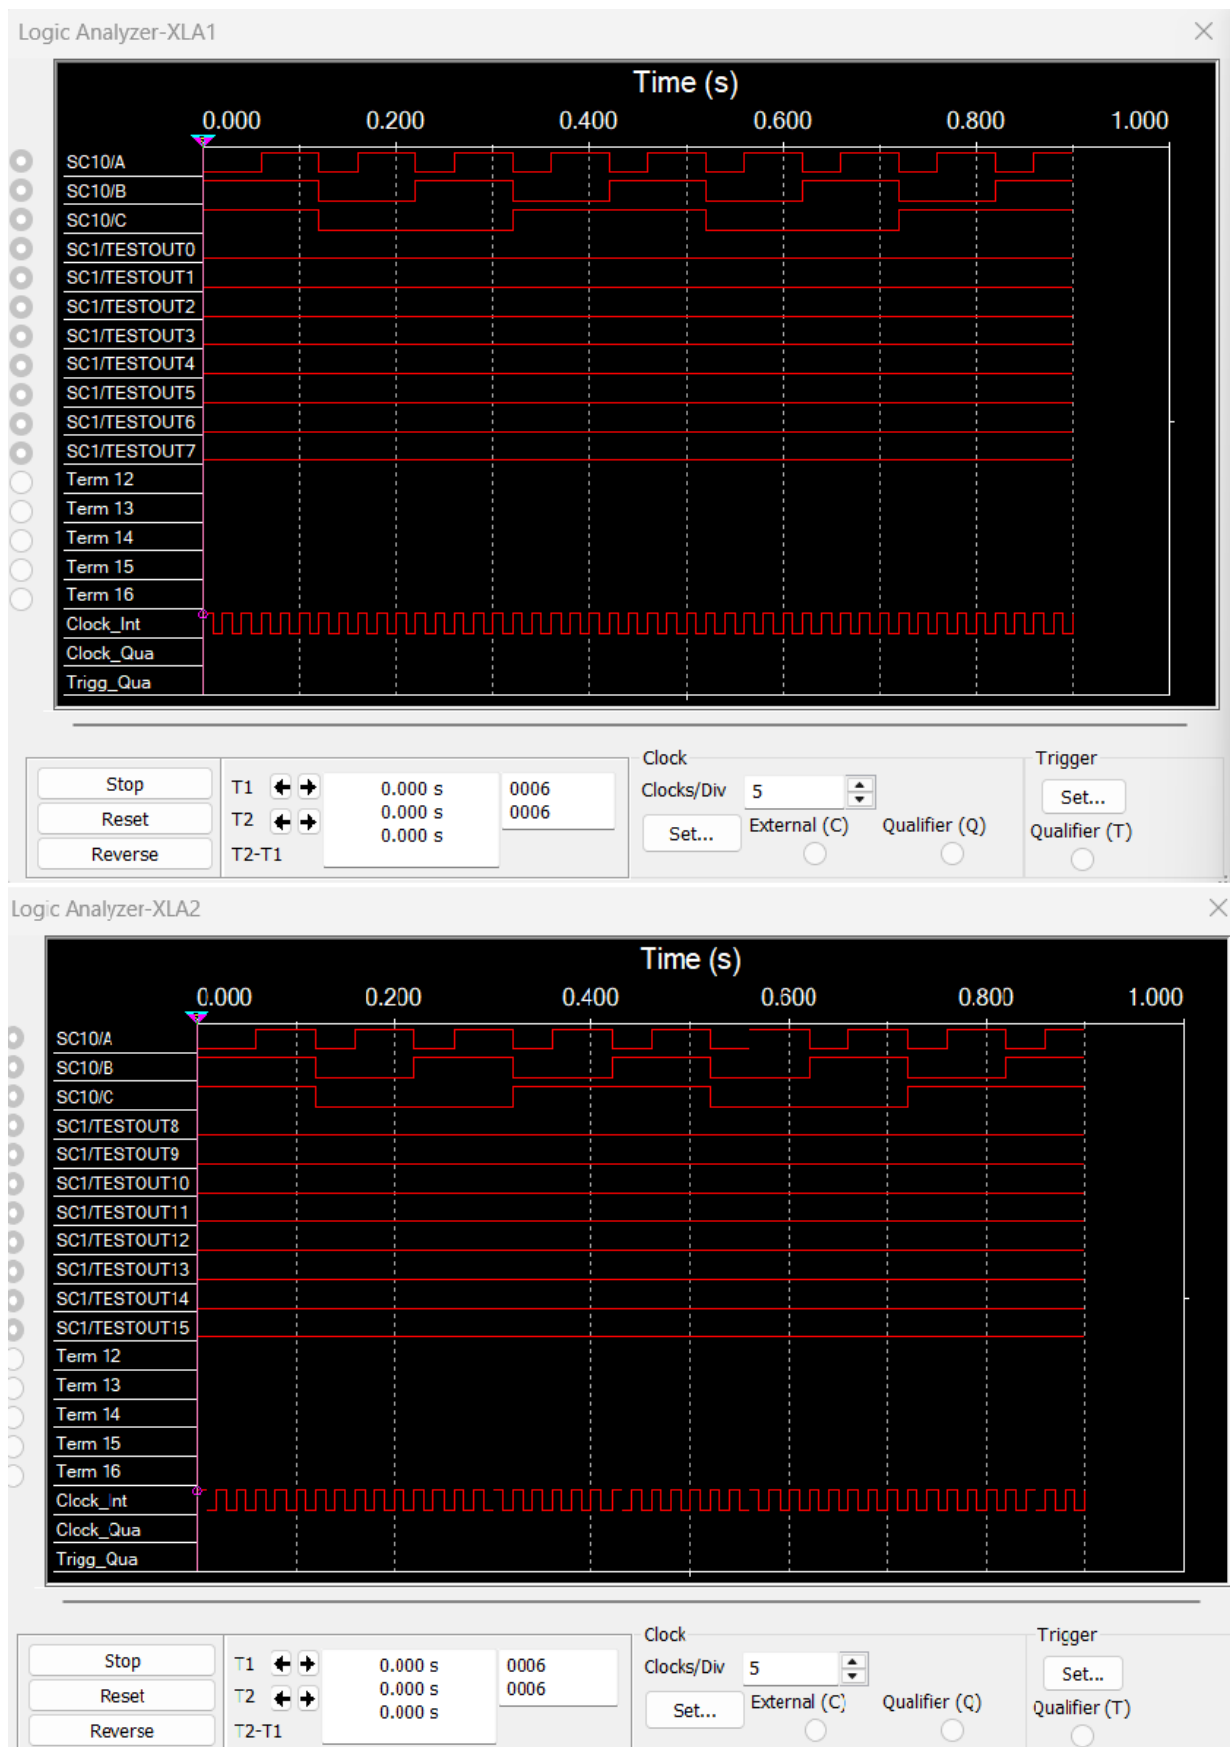 Logic Analyzer-XLA1
Time (s)
0.000 0.200 0.400 0.600 0.800 1.000
SC10/A
SC10/B
SC10/C
SC1/TESTOUT0
SC1/TESTOUT1
SC1/TESTOUT2
SC1/TESTOUT3
SC1/TESTOUT4
SC1/TESTOUT5
SC1/TESTOUT6
SC1/TESTOUT7
Term 12
Term 13
Term 14
Term 15
Term 16
Clock_Int
Clock_Qua
Trigg_Qua
Stop
Reset
Reverse
T1 0.000 s 0006
T2 0.000 s 0006
T2-T1 0.000 s
Clock
Clocks/Div 5
Set... External (C) Qualifier (Q)
Trigger
Set...
Qualifier (T)
Logic Analyzer-XLA2
Time (s)
0.000 0.200 0.400 0.600 0.800 1.000
SC10/A
SC10/B
SC10/C
SC1/TESTOUT8
SC1/TESTOUT9
SC1/TESTOUT10
SC1/TESTOUT11
SC1/TESTOUT12
SC1/TESTOUT13
SC1/TESTOUT14
SC1/TESTOUT15
Term 12
Term 13
Term 14
Term 15
Term 16
Clock_Int
Clock_Qua
Trigg_Qua
Stop
Reset
Reverse
T1 0.000 s 0006
T2 0.000 s 0006
T2-T1 0.000 s
Clock
Clocks/Div 5
Set... External (C) Qualifier (Q)
Trigger
Set...
Qualifier (T)